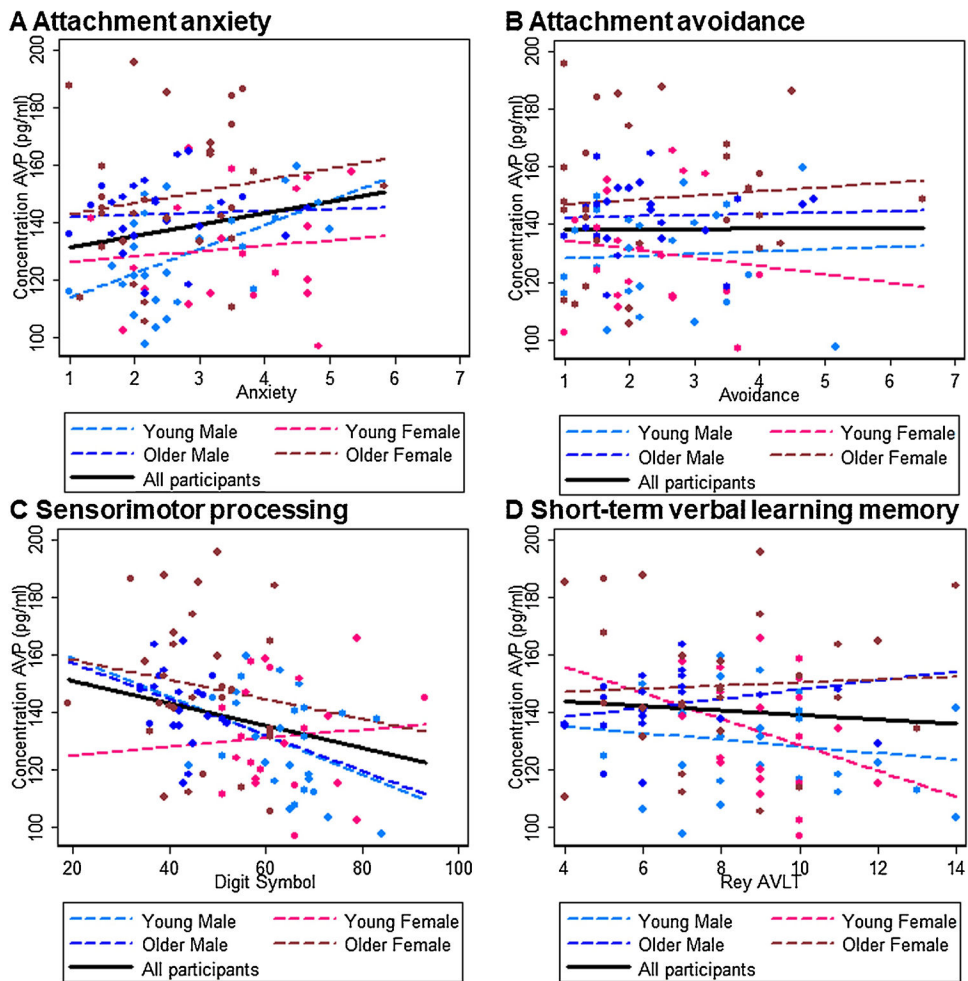 A Attachment anxiety
200
180
160
140
120
100
Concentration AVP (pg/ml)
1 2 3 4 5 6 7
Anxiety
Young Male Young Female
Older Male Older Female
All participants
B Attachment avoidance
200
180
160
140
120
100
Concentration AVP (pg/ml)
1 2 3 4 5 6 7
Avoidance
Young Male Young Female
Older Male Older Female
All participants
C Sensorimotor processing
200
180
160
140
120
100
Concentration AVP (pg/ml)
20 40 60 80 100
Digit Symbol
Young Male Young Female
Older Male Older Female
All participants
D Short-term verbal learning memory
200
180
160
140
120
100
Concentration AVP (pg/ml)
4 6 8 10 12 14
Rey AVLT
Young Male Young Female
Older Male Older Female
All participants